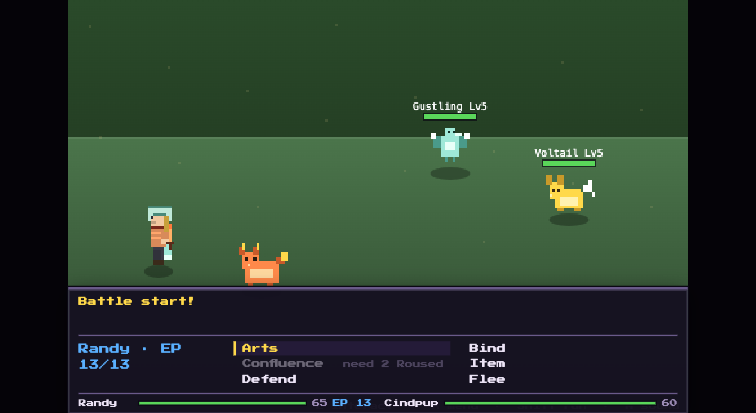 Gustling Lv5
Voltail Lv5
Battle start!
Randy · EP
13/13
Arts
Confluence need 2 Roused
Defend
Bind
Item
Flee
Randy 65 EP 13 Cindpup 60